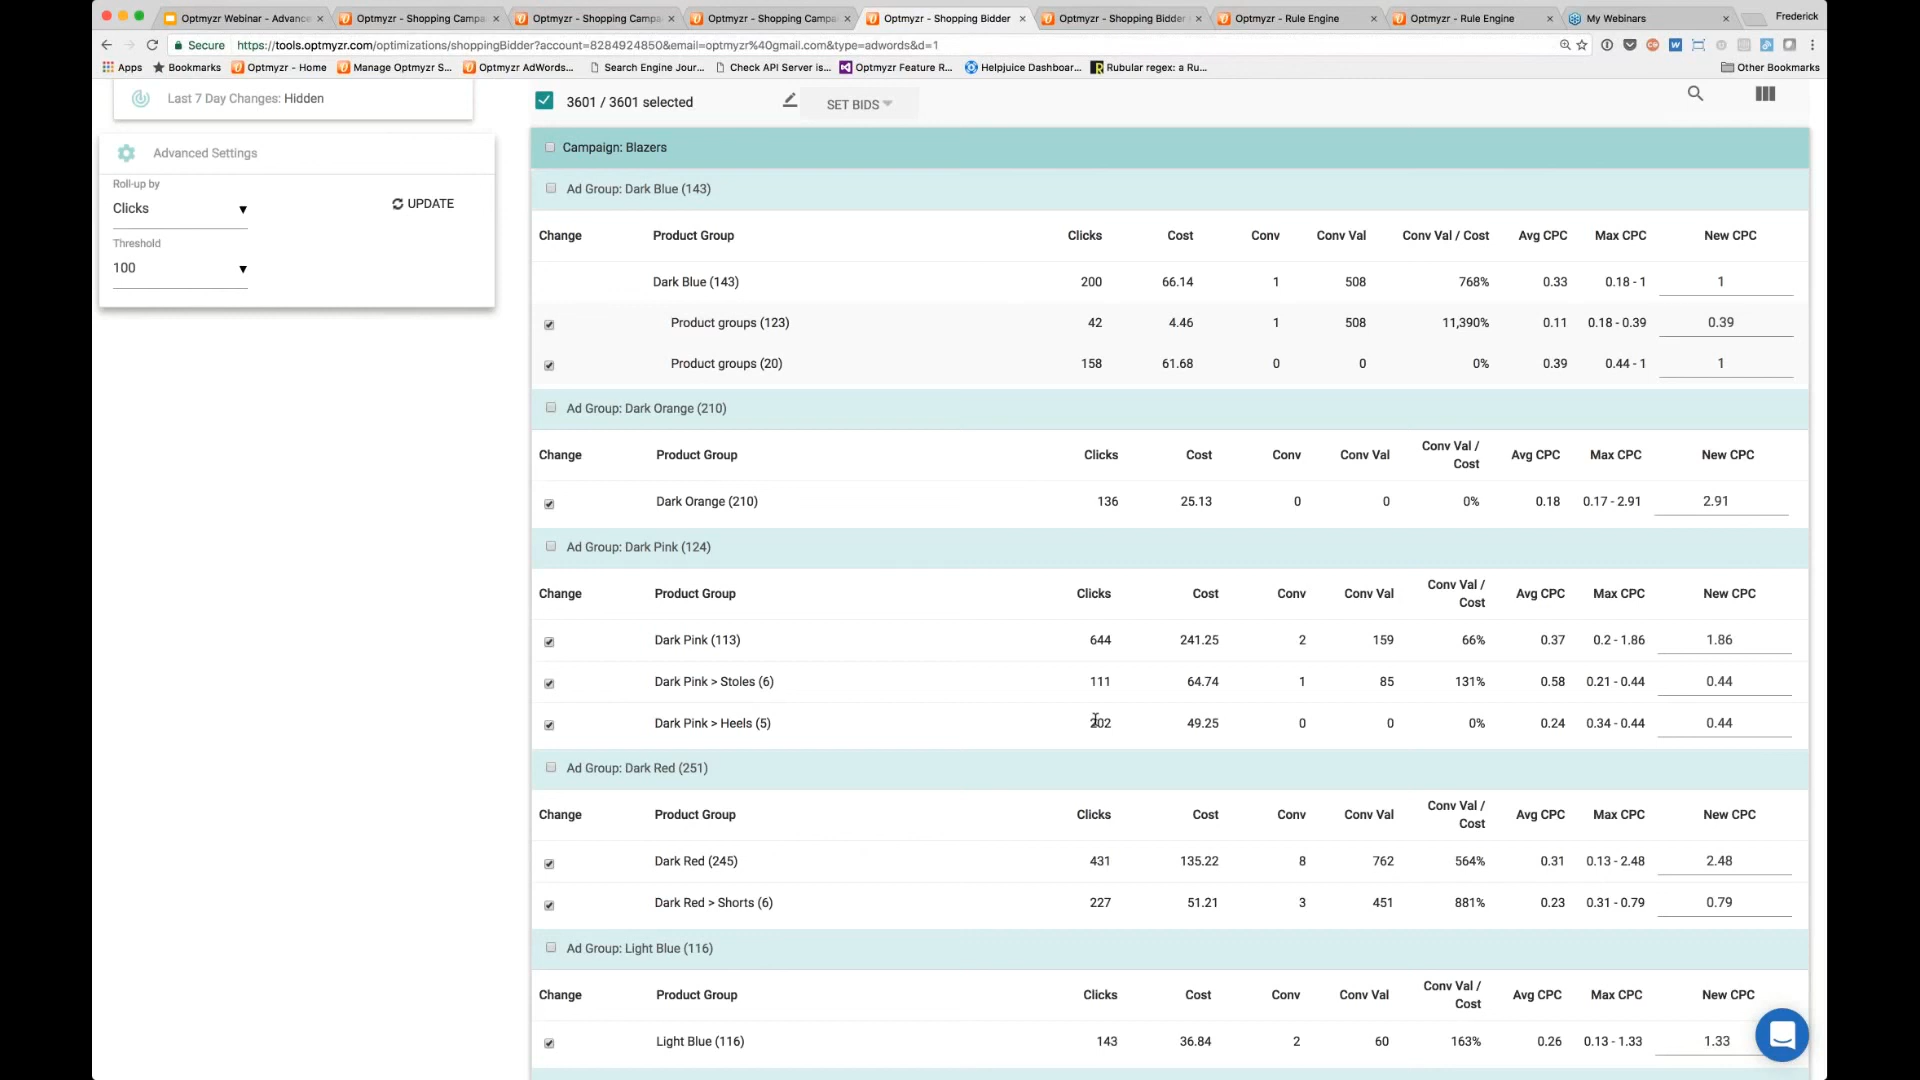 Optmyzr Webinar - Advance
Optmyzr - Shopping Campa
Optmyzr - Shopping Campa
Optmyzr - Shopping Campa
Optmyzr - Shopping Bidder
Optmyzr - Shopping Bidder
Optmyzr - Rule Engine
Optmyzr - Rule Engine
My Webinars
Frederick
Secure
https://tools.optmyzr.com/optimizations/shoppingBidder?account=8284924850&email=optmyzr%40gmail.com&type=adwords&d=1
Apps
Bookmarks
Optmyzr - Home
Manage Optmyzr S...
Optmyzr AdWords...
Search Engine Jour...
Check API Server is...
Optmyzr Feature R...
Helpjuice Dashboar...
Rubular regex: a Ru...
Other Bookmarks
Last 7 Day Changes: Hidden
Advanced Settings
Roll-up by
Clicks
UPDATE
Threshold
100
3601 / 3601 selected
SET BIDS
Campaign: Blazers
Ad Group: Dark Blue (143)
Change Product Group Clicks Cost Conv Conv Val Conv Val / Cost Avg CPC Max CPC New CPC
Dark Blue (143) 200 66.14 1 508 768% 0.33 0.18 - 1 1
Product groups (123) 42 4.46 1 508 11,390% 0.11 0.18 - 0.39 0.39
Product groups (20) 158 61.68 0 0 0% 0.39 0.44 - 1 1
Ad Group: Dark Orange (210)
Change Product Group Clicks Cost Conv Conv Val Conv Val / Cost Avg CPC Max CPC New CPC
Dark Orange (210) 136 25.13 0 0 0% 0.18 0.17 - 2.91 2.91
Ad Group: Dark Pink (124)
Change Product Group Clicks Cost Conv Conv Val Conv Val / Cost Avg CPC Max CPC New CPC
Dark Pink (113) 644 241.25 2 159 66% 0.37 0.2 - 1.86 1.86
Dark Pink > Stoles (6) 111 64.74 1 85 131% 0.58 0.21 - 0.44 0.44
Dark Pink > Heels (5) 202 49.25 0 0 0% 0.24 0.34 - 0.44 0.44
Ad Group: Dark Red (251)
Change Product Group Clicks Cost Conv Conv Val Conv Val / Cost Avg CPC Max CPC New CPC
Dark Red (245) 431 135.22 8 762 564% 0.31 0.13 - 2.48 2.48
Dark Red > Shorts (6) 227 51.21 3 451 881% 0.23 0.31 - 0.79 0.79
Ad Group: Light Blue (116)
Change Product Group Clicks Cost Conv Conv Val Conv Val / Cost Avg CPC Max CPC New CPC
Light Blue (116) 143 36.84 2 60 163% 0.26 0.13 - 1.33 1.33